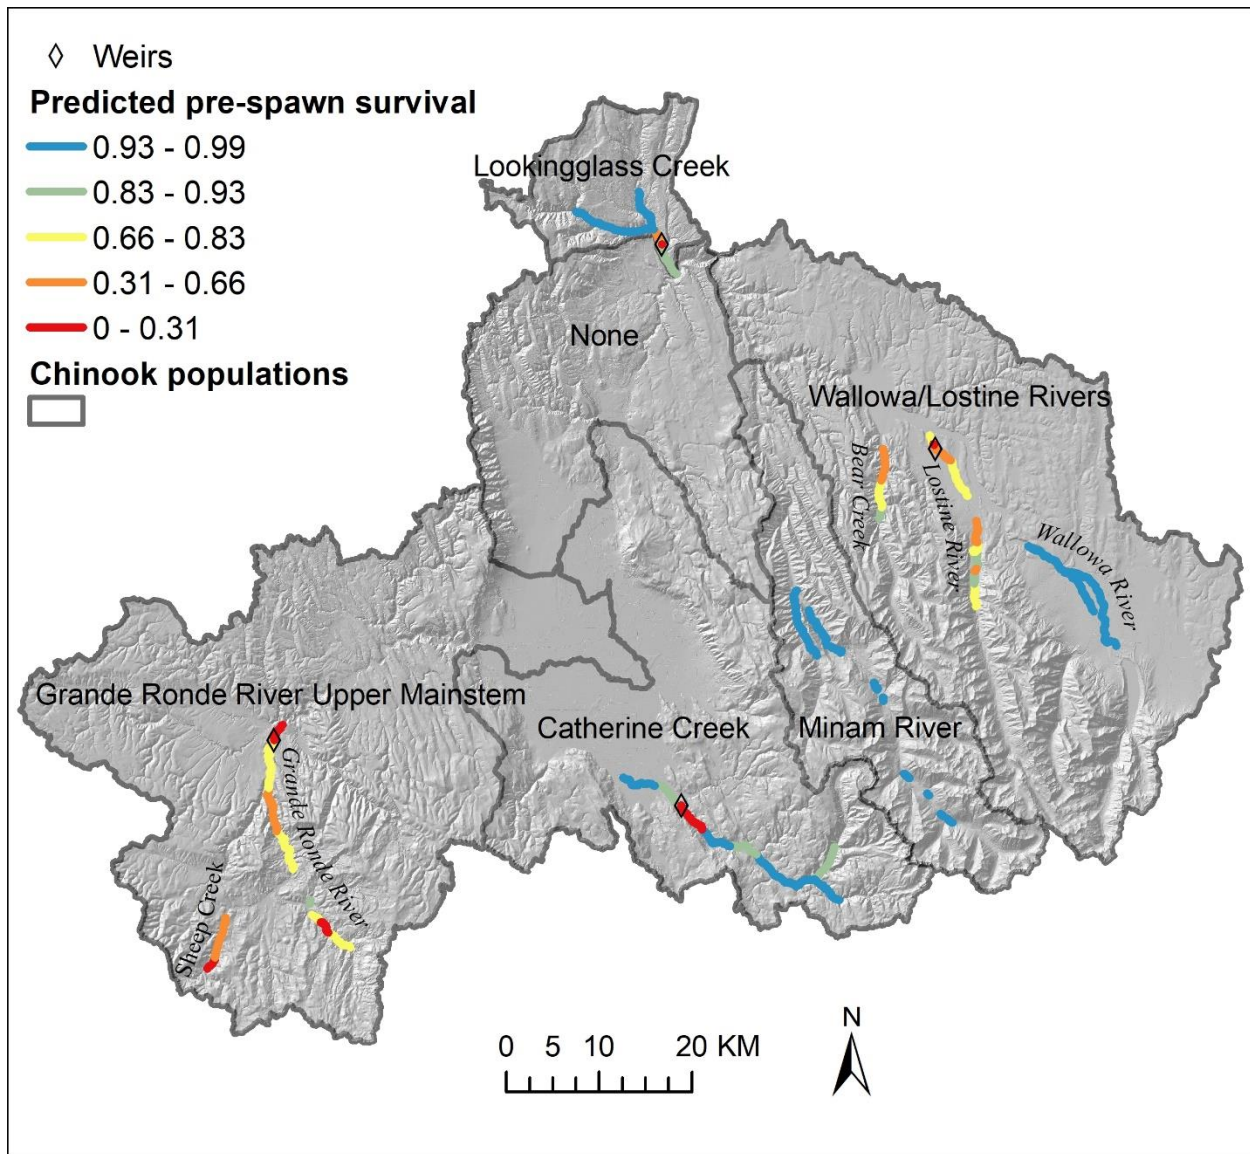 Weirs
Predicted pre-spawn survival
0.93 - 0.99
0.83 - 0.93
0.66 - 0.83
0.31 - 0.66
0 - 0.31
Chinook populations
Lookingglass Creek
None
Wallowa/Lostine Rivers
Bear Creek
Lostine River
Wallowa River
Grande Ronde River Upper Mainstem
Catherine Creek
Minam River
Grande Ronde River
Sheep Creek
0 5 10 20 KM
N